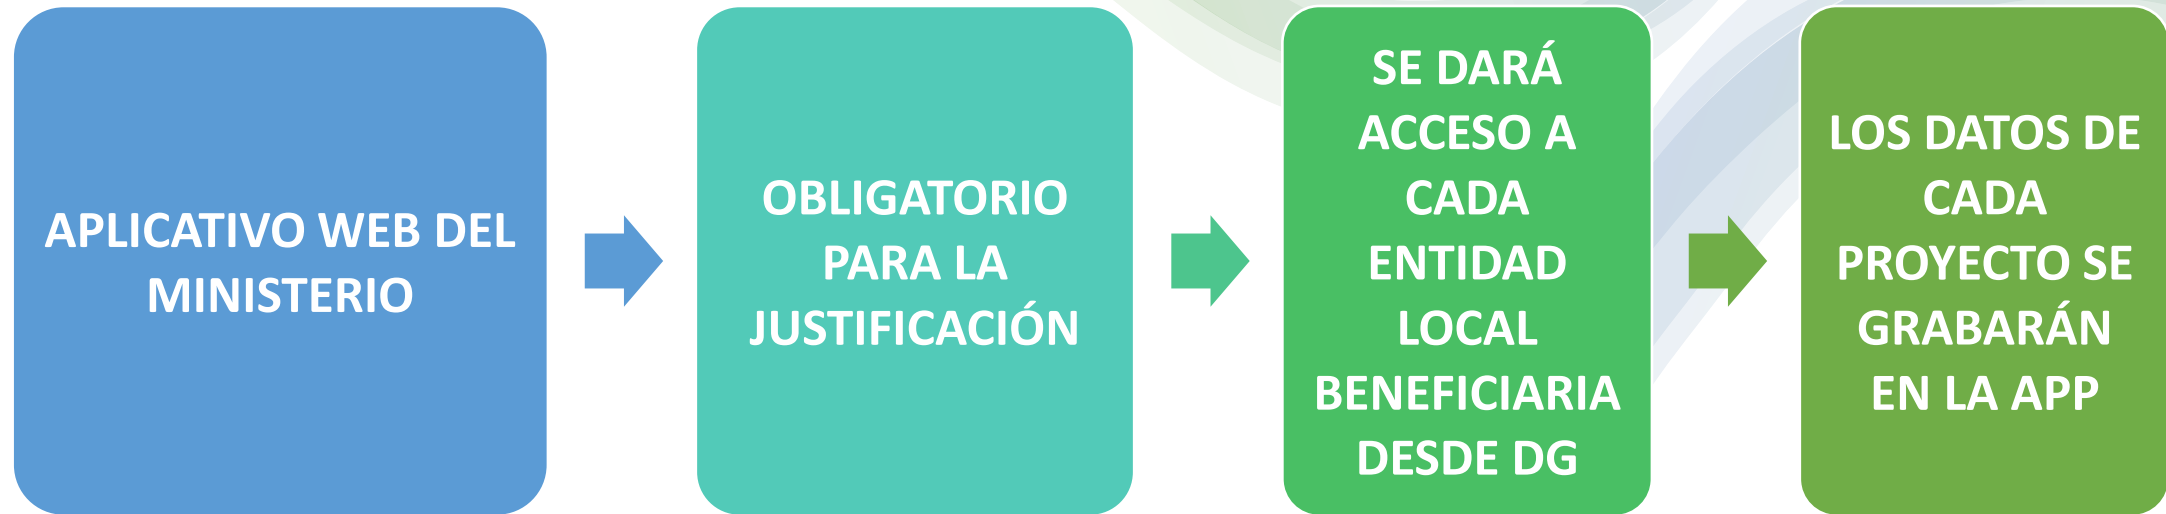 APLICATIVO WEB DEL
MINISTERIO
OBLIGATORIO
PARA LA
JUSTIFICACIÓN
SE DARÁ
ACCESO A
CADA
ENTIDAD
LOCAL
BENEFICIARIA
DESDE DG
LOS DATOS DE
CADA
PROYECTO SE
GRABARÁN
EN LA APP